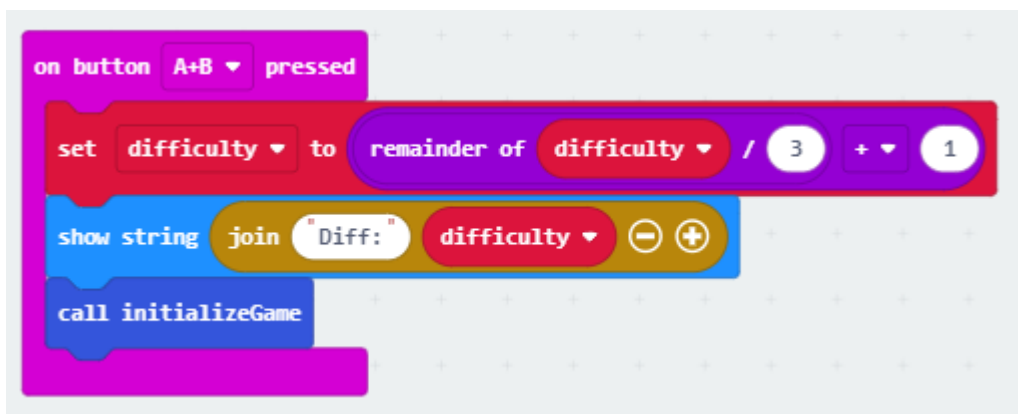 on button A+B pressed
set difficulty to remainder of difficulty / 3 + 1
show string join "Diff:" difficulty
call initializeGame